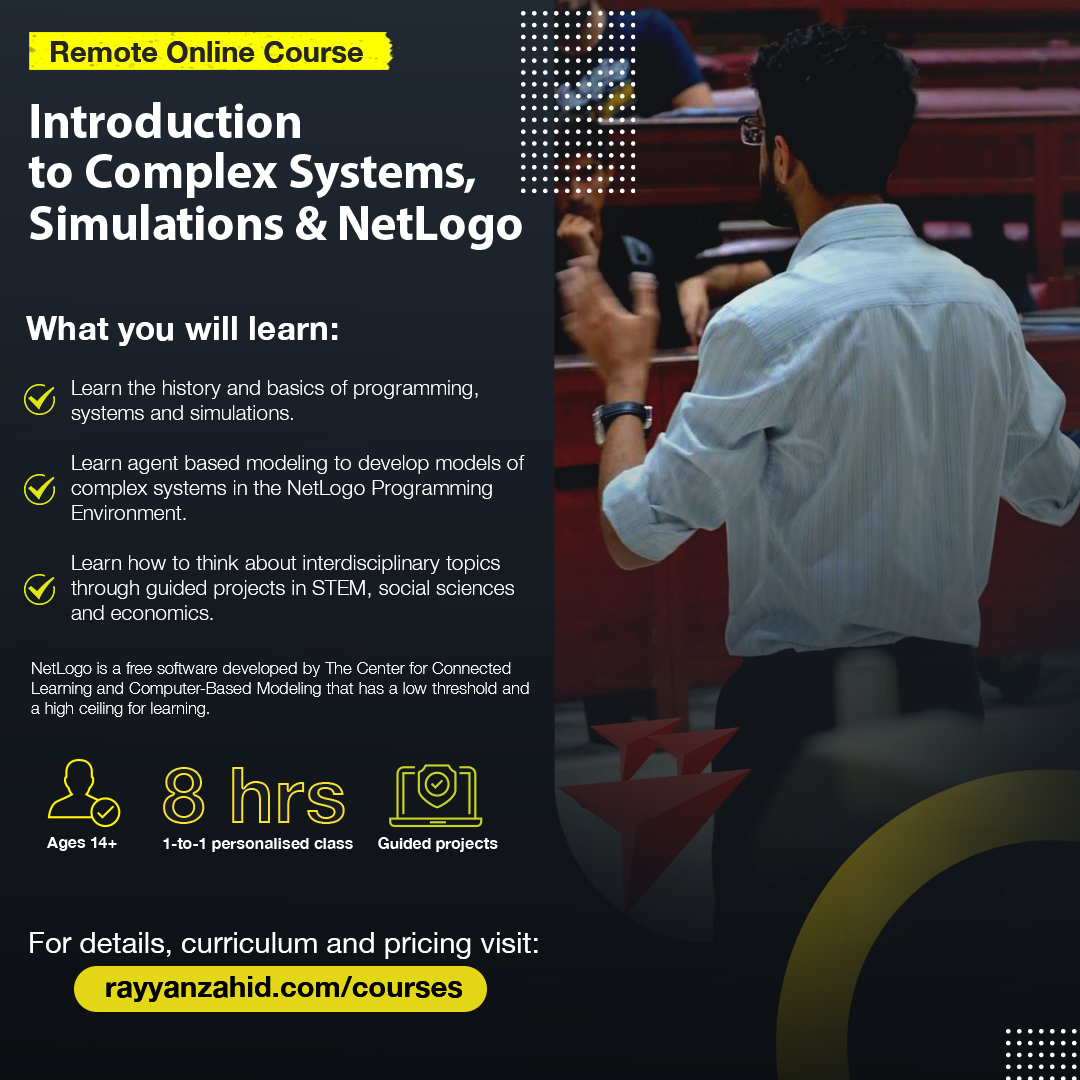 Remote Online Course
Introduction
to Complex Systems,
Simulations & NetLogo
What you will learn:
Learn the history and basics of programming,
systems and simulations.
Learn agent based modeling to develop models of
complex systems in the NetLogo Programming
Environment.
Learn how to think about interdisciplinary topics
through guided projects in STEM, social sciences
and economics.
NetLogo is a free software developed by The Center for Connected
Learning and Computer-Based Modeling that has a low threshold and
a high ceiling for learning.
8 hrs
Ages 14+
1-to-1 personalised class
Guided projects
For details, curriculum and pricing visit:
rayyanzahid.com/courses